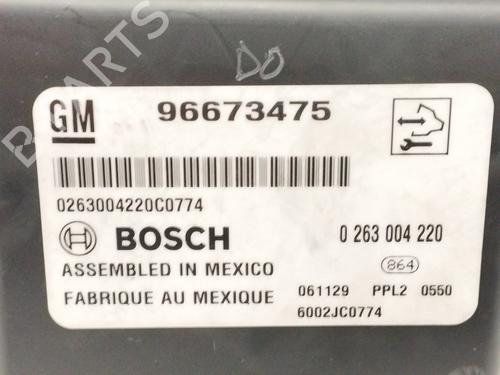 DO
GM 96673475
0263004220C0774
BOSCH 0 263 004 220
ASSEMBLED IN MEXICO 864
FABRIQUE AU MEXIQUE 061129 PPL2 0550
6002JC0774
B PARTS